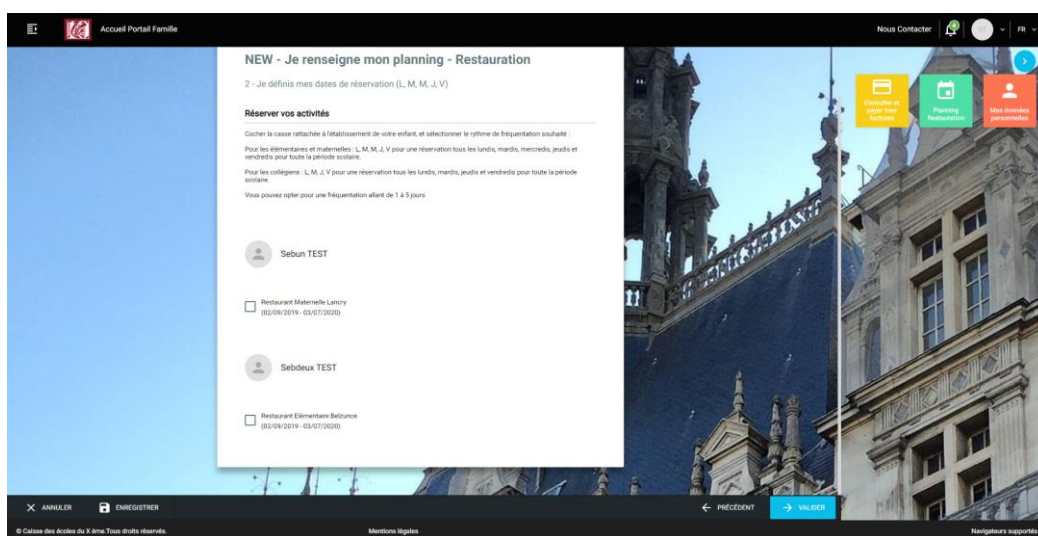 Accueil Portail Famille
Nous Contacter
4
FR
NEW - Je renseigne mon planning - Restauration
2 - Je définis mes dates de réservation (L, M, M, J, V)
Réserver vos activités
Cocher la casse rattachée à l'établissement de votre enfant, et sélectionner le rythme de fréquentation souhaité :
Pour les élémentaires et maternelles : L, M, M, J, V pour une réservation tous les lundis, mardis, mercredis, jeudis et
vendredis pour toute la période scolaire.
Pour les collégiens : L, M, J, V pour une réservation tous les lundis, mardis, jeudis et vendredis pour toute la période
scolaire.
Vous pouvez opter pour une fréquentation allant de 1 à 5 jours
Consulter et
payer mes
factures
Planning
Restauration
Mes données
personnelles
Sebun TEST
Restaurant Maternelle Lancry
(02/09/2019 - 03/07/2020)
Sebdeux TEST
Restaurant Elémentaire Belzunce
(02/09/2019 - 03/07/2020)
ANNULER
ENREGISTRER
PRÉCÉDENT
VALIDER
© Caisse des écoles du X ème.Tous droits réservés.
Mentions légales
Navigateurs supportés